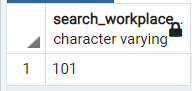 search_workplace
character varying
1 101